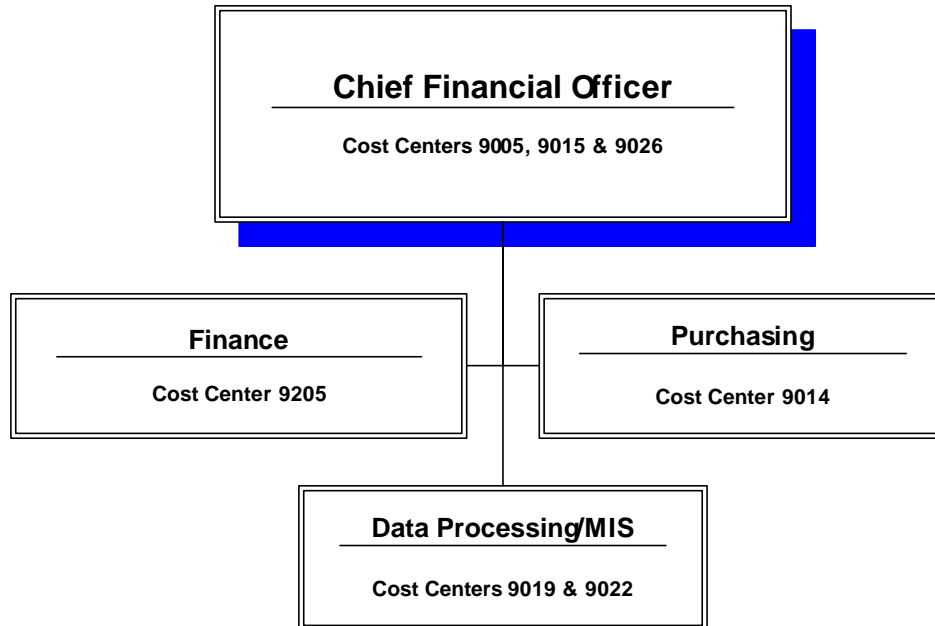 Chief Financial Officer
Cost Centers 9005, 9015 & 9026
Finance
Cost Center 9205
Purchasing
Cost Center 9014
Data Processing/MIS
Cost Centers 9019 & 9022